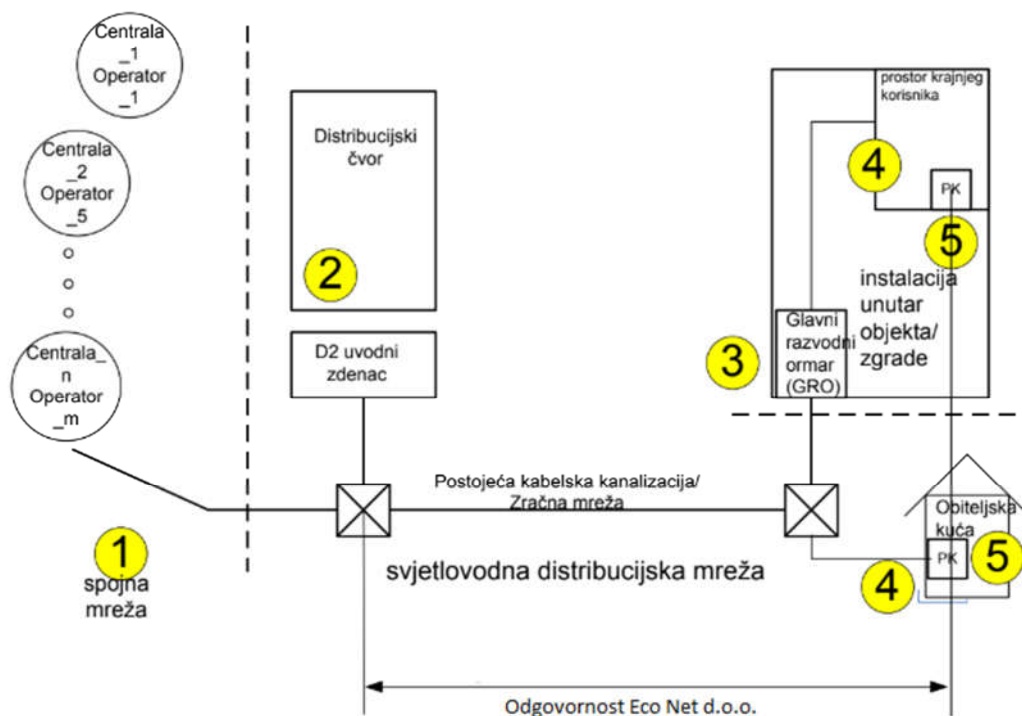 Centrala
_1
Operator
_1
Centrala
_2
Operator
_5
Centrala_
n
Operator
_m
1
spojna
mreža
Distribucijski
čvor
2
D2 uvodni
zdenac
Postojeća kabelska kanalizacija/
Zračna mreža
svjetlovodna distribucijska mreža
prostor krajnjeg
korisnika
4
PK
5
instalacija
unutar
objekta/
zgrade
3
Glavni
razvodni
ormar
(GRO)
Obiteljska
kuća
PK
5
4
Odgovornost Eco Net d.o.o.